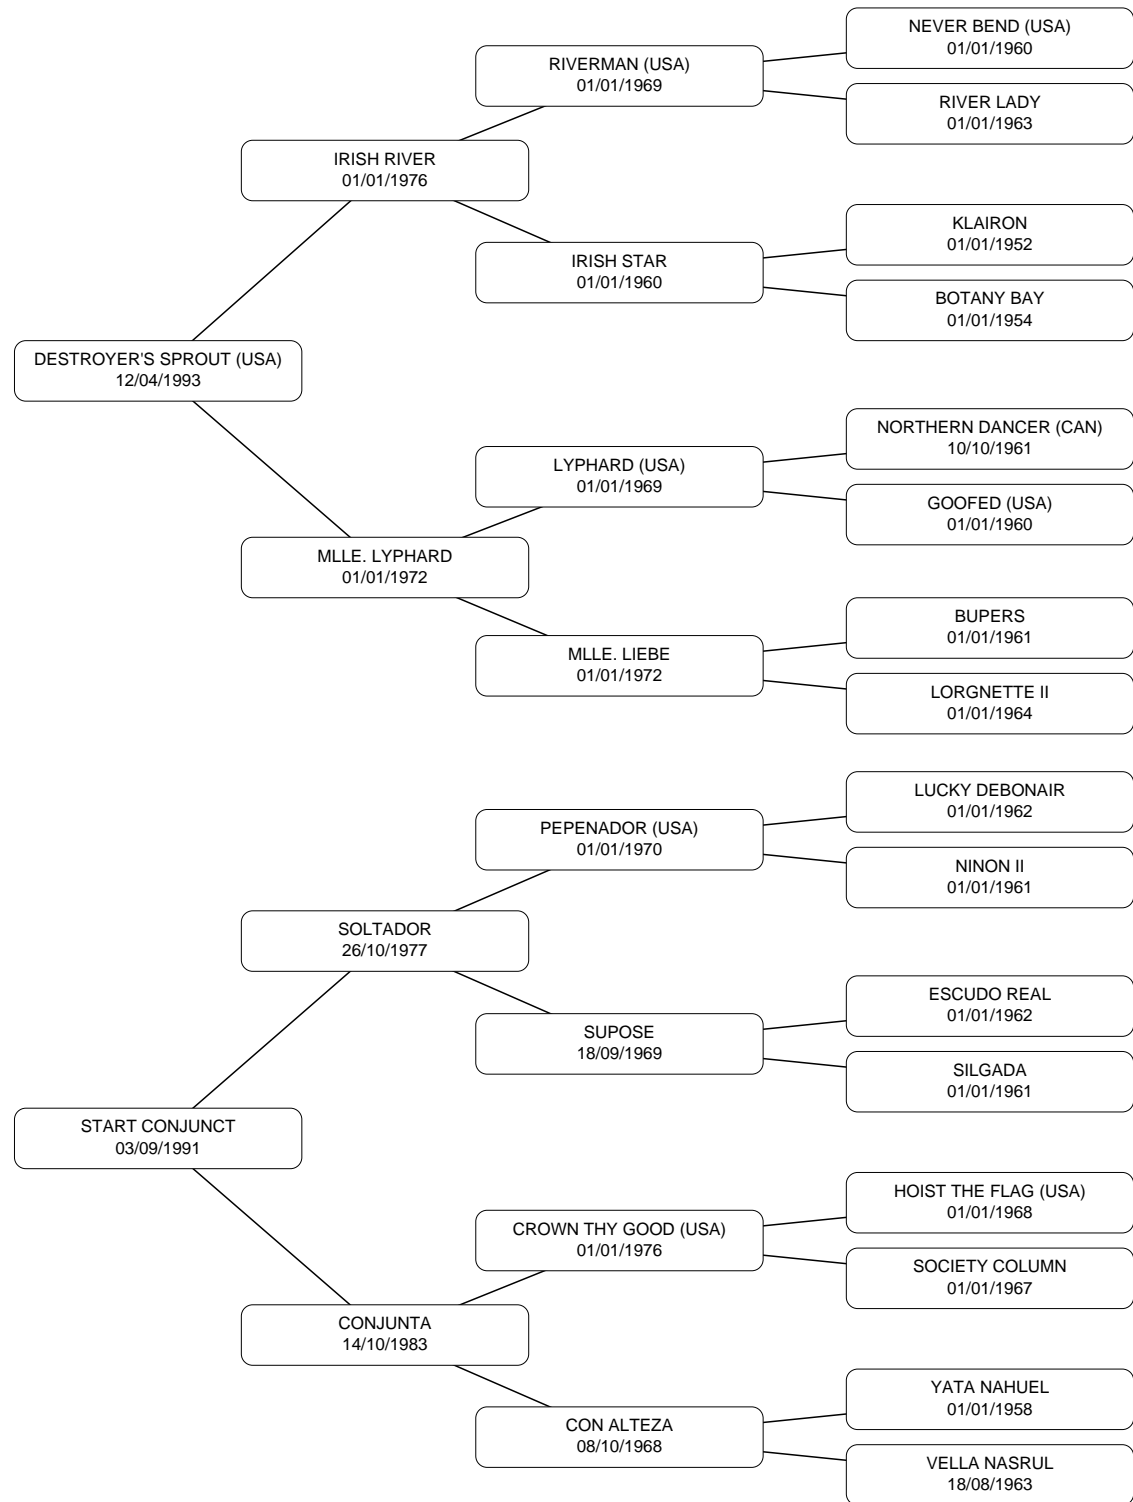 NEVER BEND (USA)
01/01/1960
RIVERMAN (USA)
01/01/1969
RIVER LADY
01/01/1963
IRISH RIVER
01/01/1976
KLAIRON
01/01/1952
IRISH STAR
01/01/1960
BOTANY BAY
01/01/1954
DESTROYER'S SPROUT (USA)
12/04/1993
NORTHERN DANCER (CAN)
10/10/1961
LYPHARD (USA)
01/01/1969
GOOFED (USA)
01/01/1960
MLLE. LYPHARD
01/01/1972
BUPERS
01/01/1961
MLLE. LIEBE
01/01/1972
LORGNETTE II
01/01/1964
LUCKY DEBONAIR
01/01/1962
PEPENADOR (USA)
01/01/1970
NINON II
01/01/1961
SOLTADOR
26/10/1977
ESCUDO REAL
01/01/1962
SUPOSE
18/09/1969
SILGADA
01/01/1961
START CONJUNCT
03/09/1991
HOIST THE FLAG (USA)
01/01/1968
CROWN THY GOOD (USA)
01/01/1976
SOCIETY COLUMN
01/01/1967
CONJUNTA
14/10/1983
YATA NAHUEL
01/01/1958
CON ALTEZA
08/10/1968
VELLA NASRUL
18/08/1963